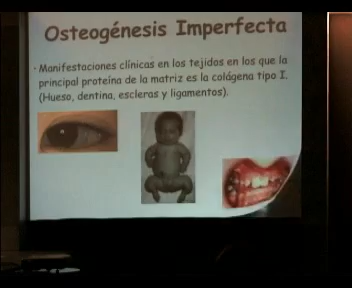 Osteogénesis Imperfecta
· Manifestaciones clínicas en los tejidos en los que la
principal proteína de la matriz es la colágena tipo I.
(Hueso, dentina, escleras y ligamentos).